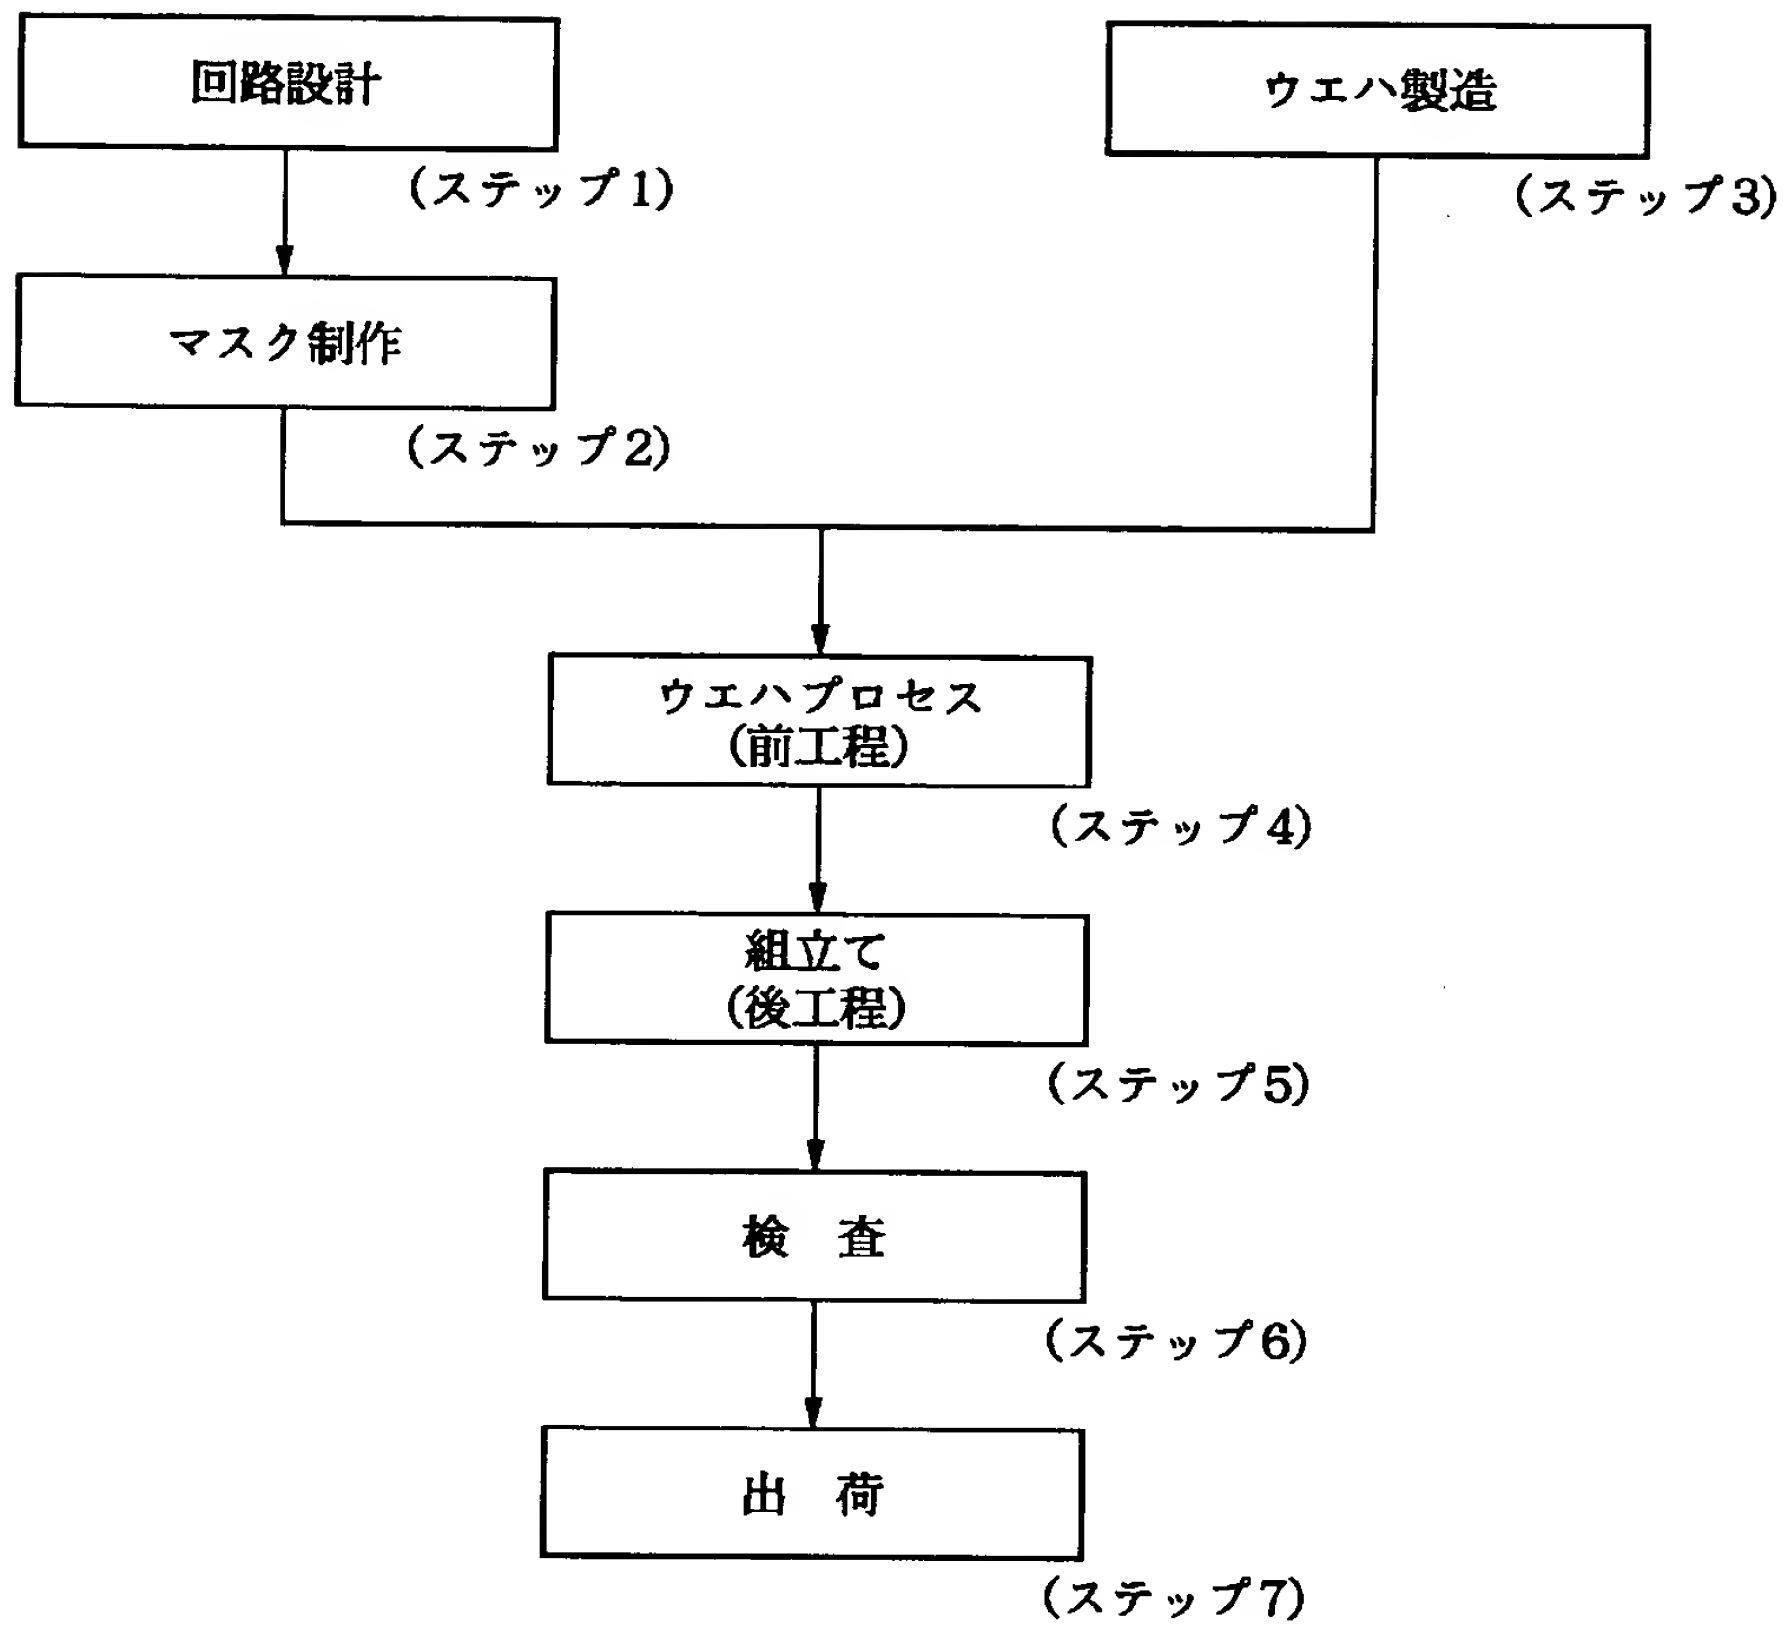 回路設計
(ステップ1)
マスク制作
(ステップ2)
ウエハ製造
(ステップ3)
ウエハプロセス
(前工程)
(ステップ4)
組立て
(後工程)
(ステップ5)
検　査
(ステップ6)
出　荷
(ステップ7)